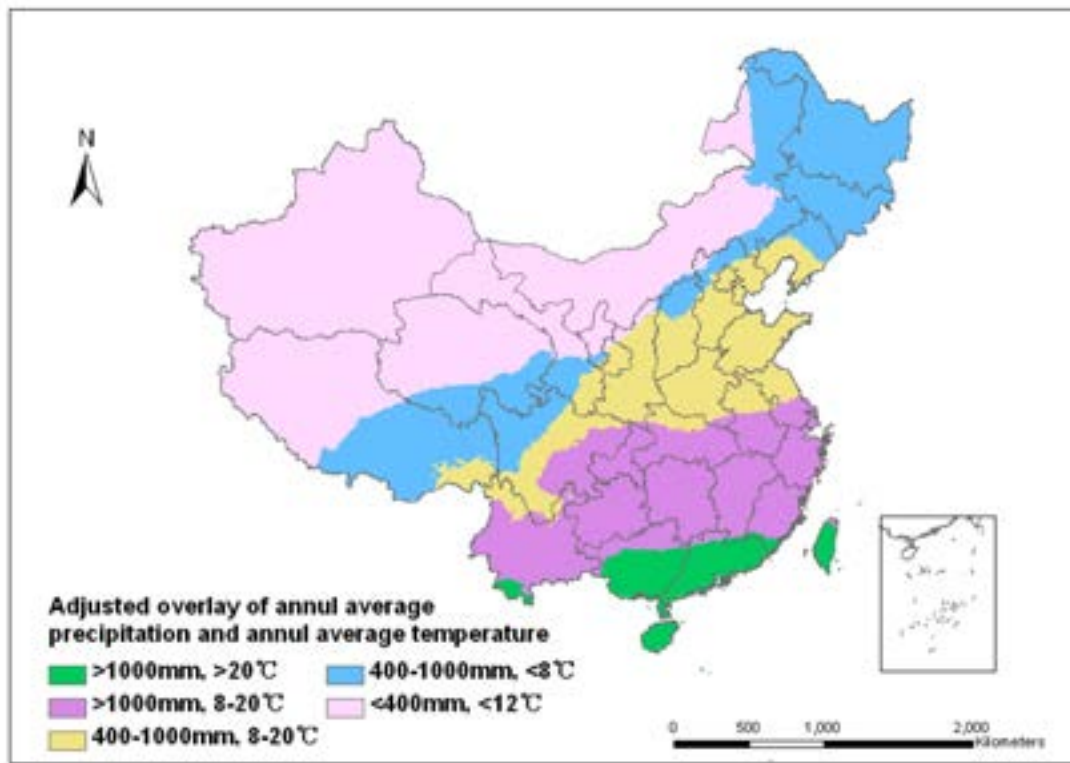 N
Adjusted overlay of annul average
precipitation and annul average temperature
>1000mm, >20℃
400-1000mm, <8℃
>1000mm, 8-20℃
<400mm, <12℃
400-1000mm, 8-20℃
0 500 1,000 2,000
Kilometers